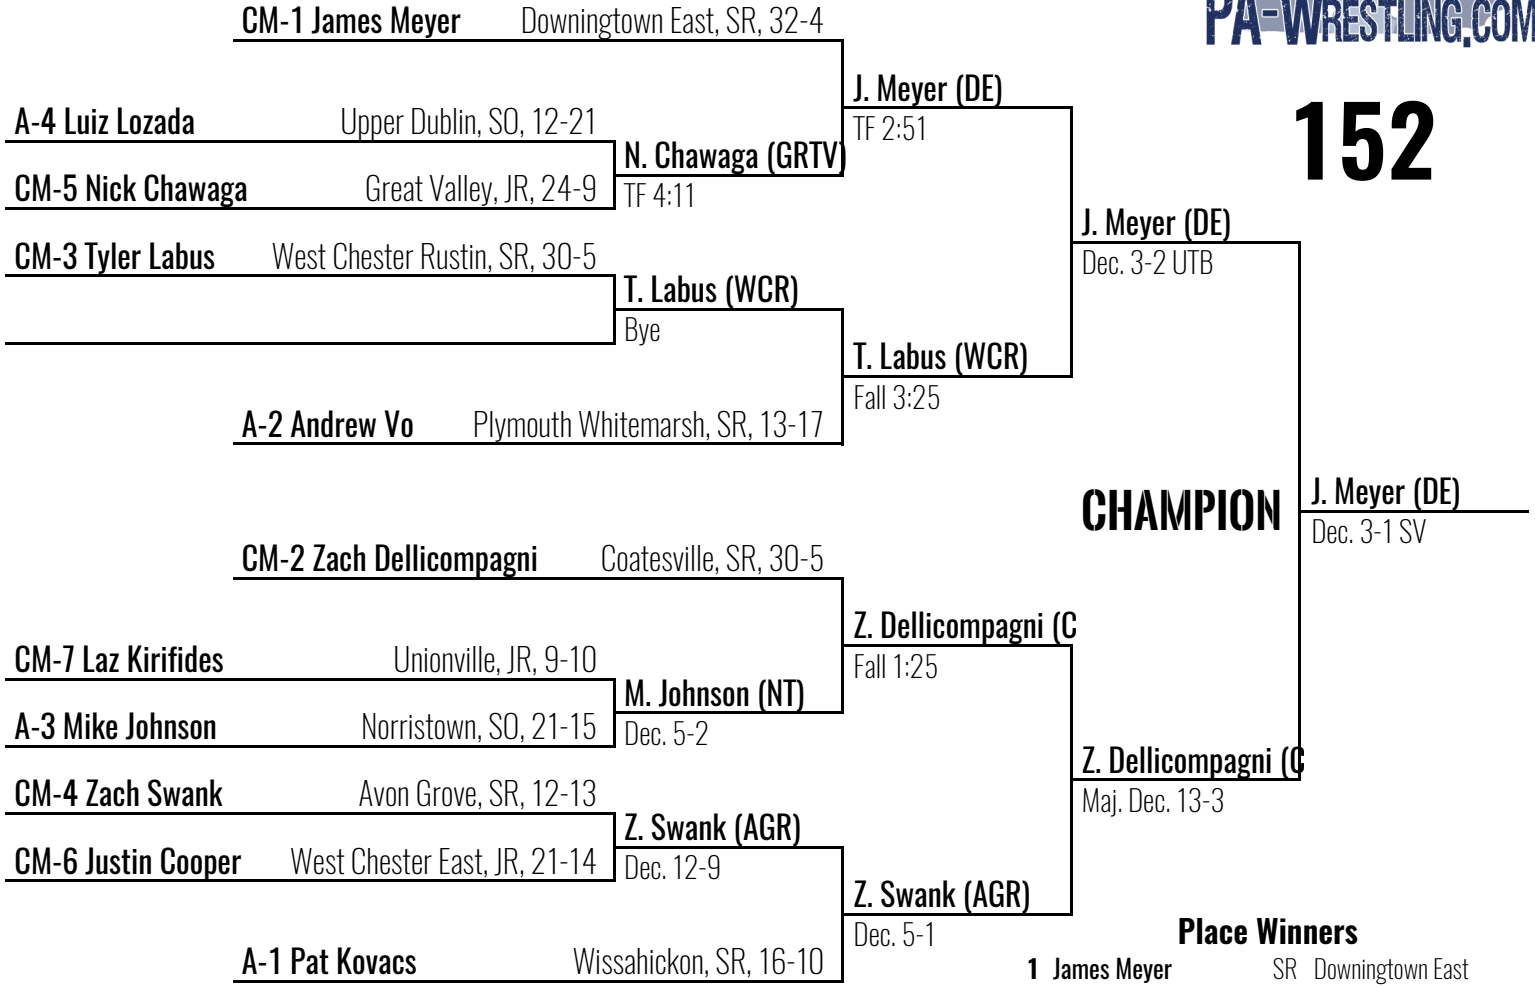 CM-1 James Meyer Downingtown East, SR, 32-4
PA-WRESTLING.COM
J. Meyer (DE)
TF 2:51
152
A-4 Luiz Lozada Upper Dublin, SO, 12-21
N. Chawaga (GRTV)
TF 4:11
CM-5 Nick Chawaga Great Valley, JR, 24-9
J. Meyer (DE)
Dec. 3-2 UTB
CM-3 Tyler Labus West Chester Rustin, SR, 30-5
T. Labus (WCR)
Bye
T. Labus (WCR)
Fall 3:25
A-2 Andrew Vo Plymouth Whitemarsh, SR, 13-17
CHAMPION
J. Meyer (DE)
Dec. 3-1 SV
CM-2 Zach Dellicompagni Coatesville, SR, 30-5
Z. Dellicompagni (C
Fall 1:25
CM-7 Laz Kirifides Unionville, JR, 9-10
M. Johnson (NT)
Dec. 5-2
A-3 Mike Johnson Norristown, SO, 21-15
Z. Dellicompagni (C
Maj. Dec. 13-3
CM-4 Zach Swank Avon Grove, SR, 12-13
Z. Swank (AGR)
Dec. 12-9
CM-6 Justin Cooper West Chester East, JR, 21-14
Z. Swank (AGR)
Dec. 5-1
A-1 Pat Kovacs Wissahickon, SR, 16-10
Place Winners
1 James Meyer SR Downingtown East